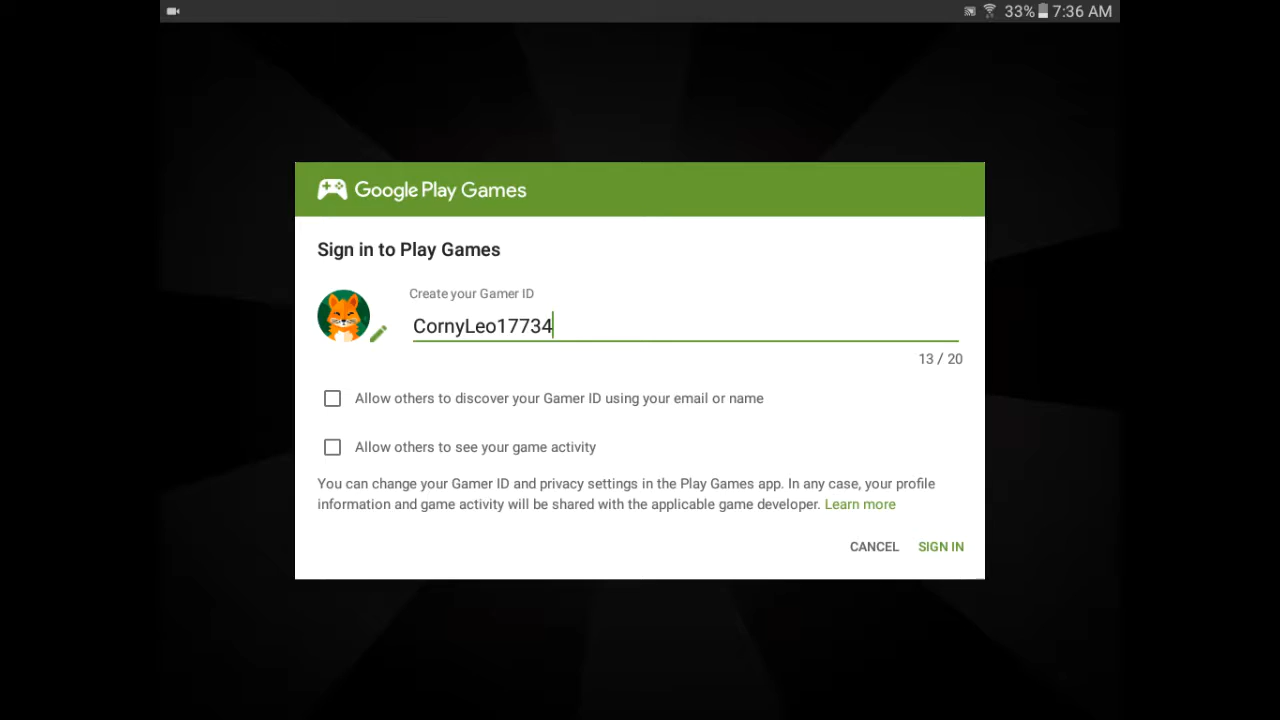 33% 7:36 AM
Google Play Games
Sign in to Play Games
Create your Gamer ID
CornyLeo17734
13 / 20
Allow others to discover your Gamer ID using your email or name
Allow others to see your game activity
You can change your Gamer ID and privacy settings in the Play Games app. In any case, your profile
information and game activity will be shared with the applicable game developer. Learn more
CANCEL SIGN IN